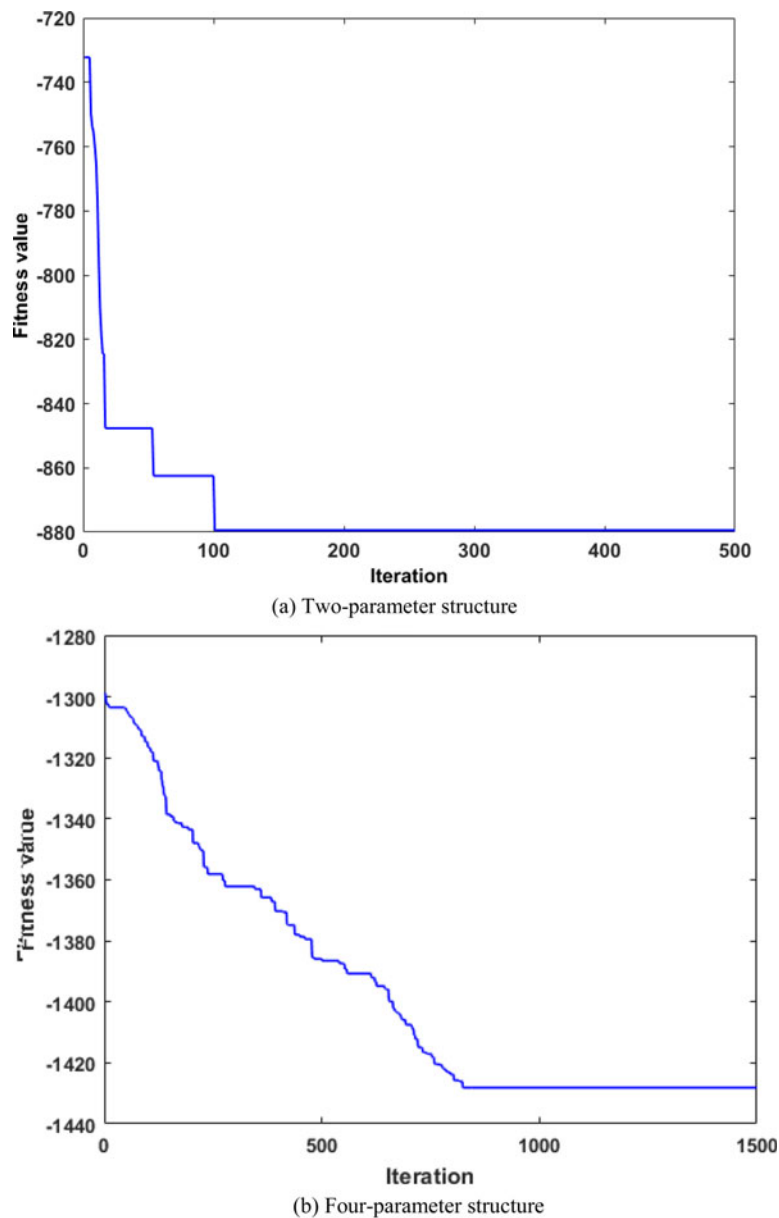 -720
-740
-760
-780
-800
-820
-840
-860
-880
Fitness value
0 100 200 300 400 500
Iteration
(a) Two-parameter structure
-1280
-1300
-1320
-1340
-1360
-1380
-1400
-1420
-1440
Fitness value
0 500 1000 1500
Iteration
(b) Four-parameter structure